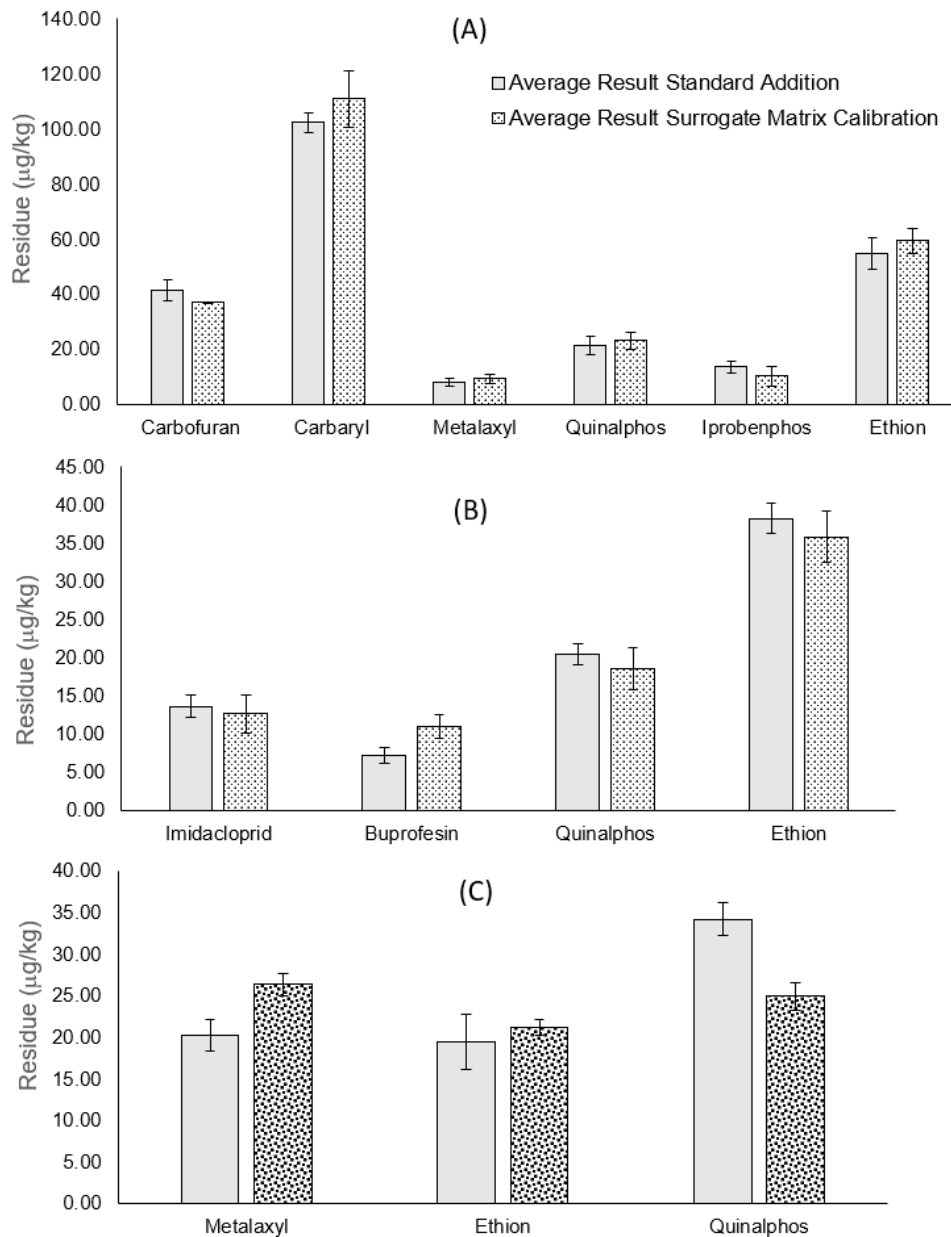 (A)
140.00
120.00
100.00
80.00
60.00
40.00
20.00
0.00
Residue (μg/kg)
Average Result Standard Addition
Average Result Surrogate Matrix Calibration
Carbofuran Carbaryl Metalaxyl Quinalphos Iprobenphos Ethion
(B)
45.00
40.00
35.00
30.00
25.00
20.00
15.00
10.00
5.00
0.00
Residue (μg/kg)
Imidacloprid Buprofesin Quinalphos Ethion
(C)
40.00
35.00
30.00
25.00
20.00
15.00
10.00
5.00
0.00
Residue (μg/kg)
Metalaxyl Ethion Quinalphos